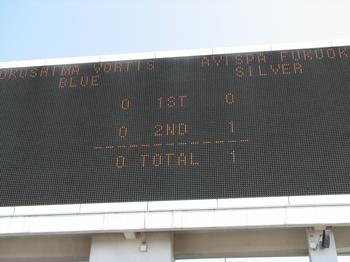 OKUSHIMA VORTIS AVISPA FUKUOK
BLUE SILVER
0 1ST 0
0 2ND 1
0 TOTAL 1